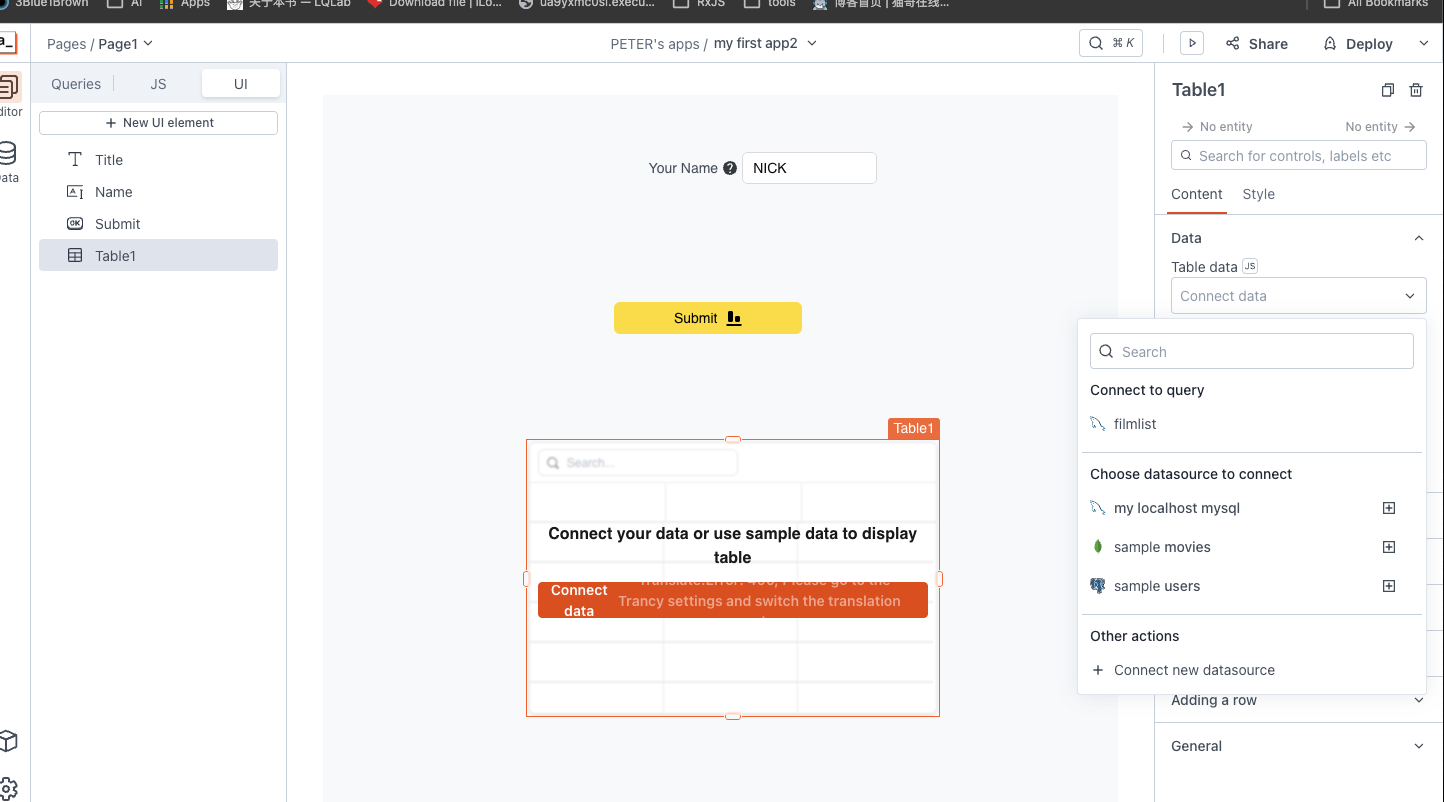 3Blue1Brown
AI
Apps
关于本书 — LQLab
Download file | iLo...
ua9yxmc0sl.execu...
RxJS
tools
博客首页 | 猫哥在线...
All Bookmarks
a_
Pages / Page1
PETER's apps / my first app2
⌘ K
Share
Deploy
Queries
JS
UI
ditor
ata
+ New UI element
Title
Name
OK
Submit
Table1
Your Name
?
NICK
Submit
Table1
Search...
Connect your data or use sample data to display
table
Connect
data
Translate.Error: 400, Please go to the
Trancy settings and switch the translation
Table1
No entity
No entity
Search for controls, labels etc
Content
Style
Data
Table data
JS
Connect data
Search
Connect to query
filmlist
Choose datasource to connect
my localhost mysql
sample movies
sample users
Other actions
+ Connect new datasource
Adding a row
General